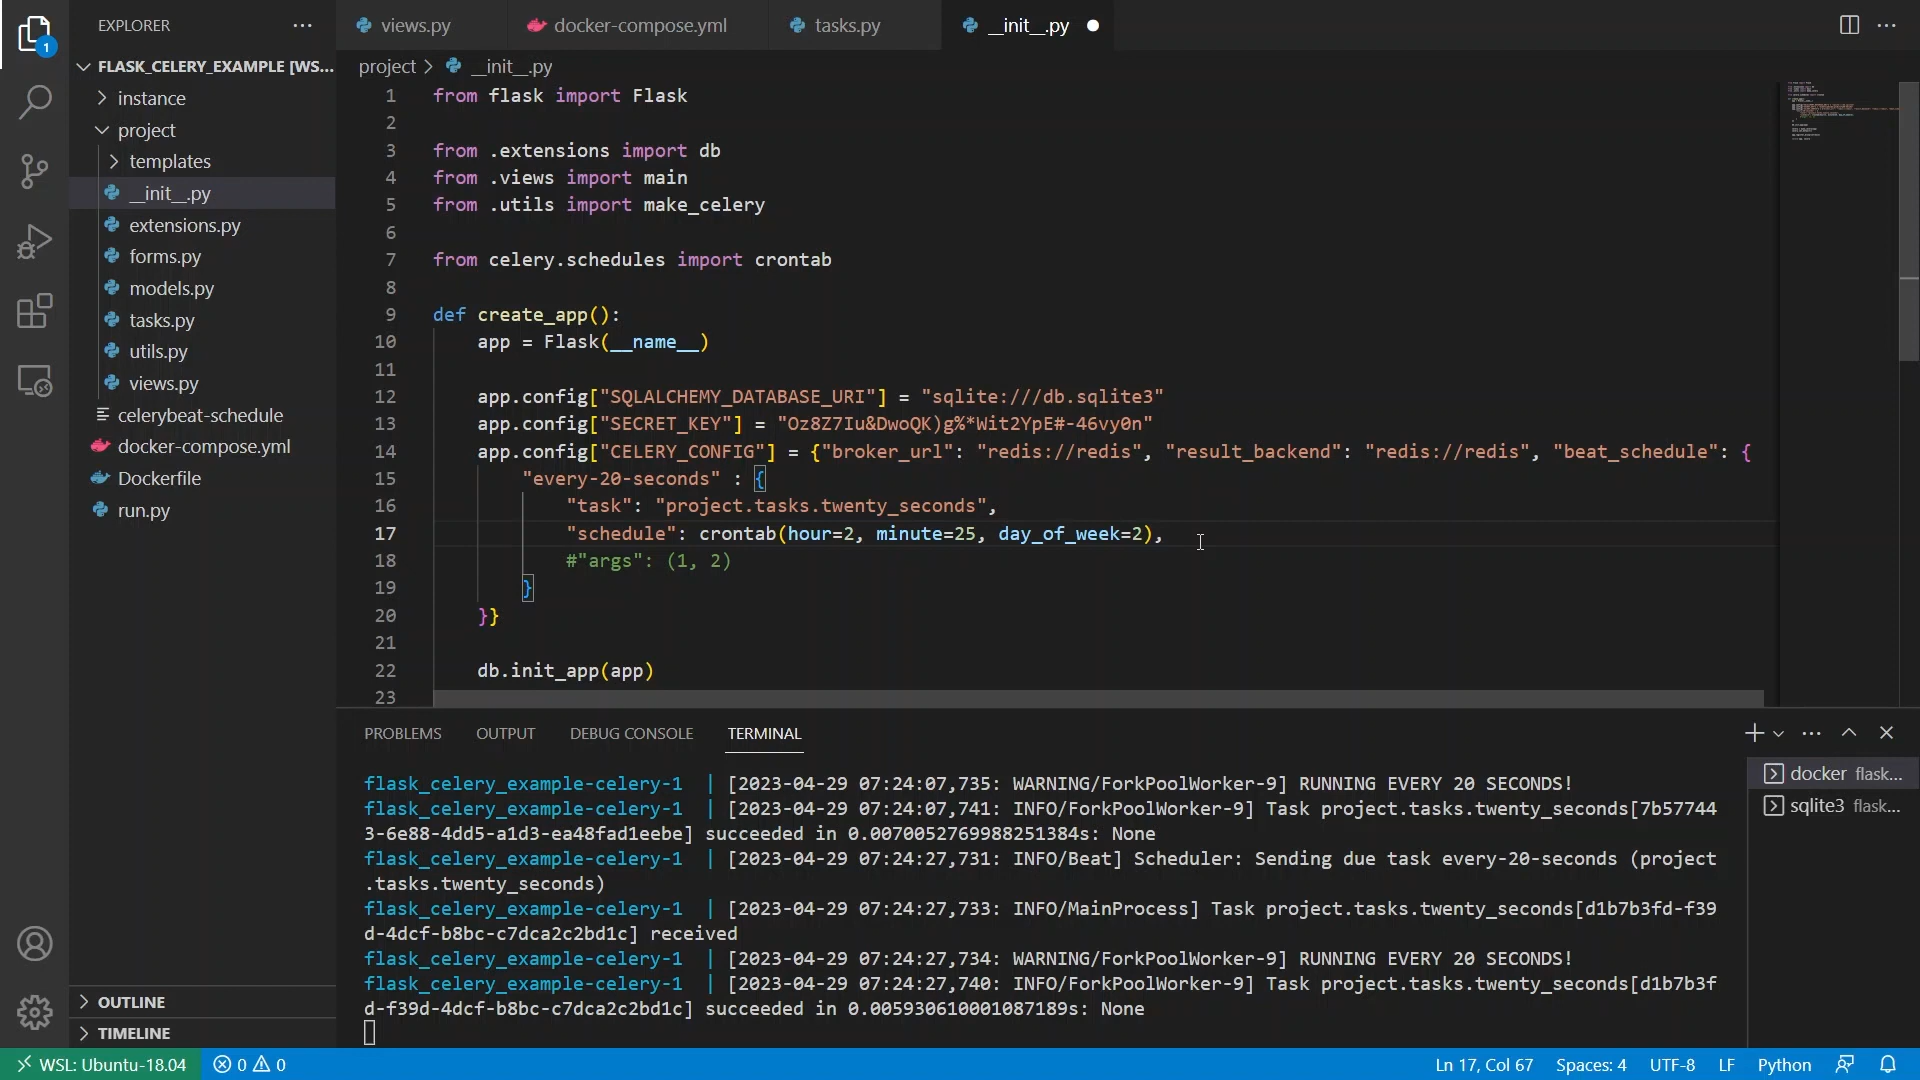 EXPLORER
1
FLASK_CELERY_EXAMPLE [WS...
instance
project
templates
__init__.py
extensions.py
forms.py
models.py
tasks.py
utils.py
views.py
celerybeat-schedule
docker-compose.yml
Dockerfile
run.py
OUTLINE
TIMELINE
views.py
docker-compose.yml
tasks.py
__init__.py
project > __init__.py
1 from flask import Flask
2
3 from .extensions import db
4 from .views import main
5 from .utils import make_celery
6
7 from celery.schedules import crontab
8
9 def create_app():
10 app = Flask(__name__)
11
12 app.config["SQLALCHEMY_DATABASE_URI"] = "sqlite:///db.sqlite3"
13 app.config["SECRET_KEY"] = "Oz8Z7Iu&DwoQK)g%*Wit2YpE#-46vy0n"
14 app.config["CELERY_CONFIG"] = {"broker_url": "redis://redis", "result_backend": "redis://redis", "beat_schedule": {
15 "every-20-seconds" : {
16 "task": "project.tasks.twenty_seconds",
17 "schedule": crontab(hour=2, minute=25, day_of_week=2),
18 #"args": (1, 2)
19 }
20 }}
21
22 db.init_app(app)
23
PROBLEMS OUTPUT DEBUG CONSOLE TERMINAL
flask_celery_example-celery-1 | [2023-04-29 07:24:07,735: WARNING/ForkPoolWorker-9] RUNNING EVERY 20 SECONDS!
flask_celery_example-celery-1 | [2023-04-29 07:24:07,741: INFO/ForkPoolWorker-9] Task project.tasks.twenty_seconds[7b57744
3-6e88-4dd5-a1d3-ea48fad1eebe] succeeded in 0.0070052769988251384s: None
flask_celery_example-celery-1 | [2023-04-29 07:24:27,731: INFO/Beat] Scheduler: Sending due task every-20-seconds (project
.tasks.twenty_seconds)
flask_celery_example-celery-1 | [2023-04-29 07:24:27,733: INFO/MainProcess] Task project.tasks.twenty_seconds[d1b7b3fd-f39
d-4dcf-b8bc-c7dca2c2bd1c] received
flask_celery_example-celery-1 | [2023-04-29 07:24:27,734: WARNING/ForkPoolWorker-9] RUNNING EVERY 20 SECONDS!
flask_celery_example-celery-1 | [2023-04-29 07:24:27,740: INFO/ForkPoolWorker-9] Task project.tasks.twenty_seconds[d1b7b3f
d-f39d-4dcf-b8bc-c7dca2c2bd1c] succeeded in 0.005930610001087189s: None
docker flask...
sqlite3 flask...
WSL: Ubuntu-18.04 0 0 Ln 17, Col 67 Spaces: 4 UTF-8 LF Python